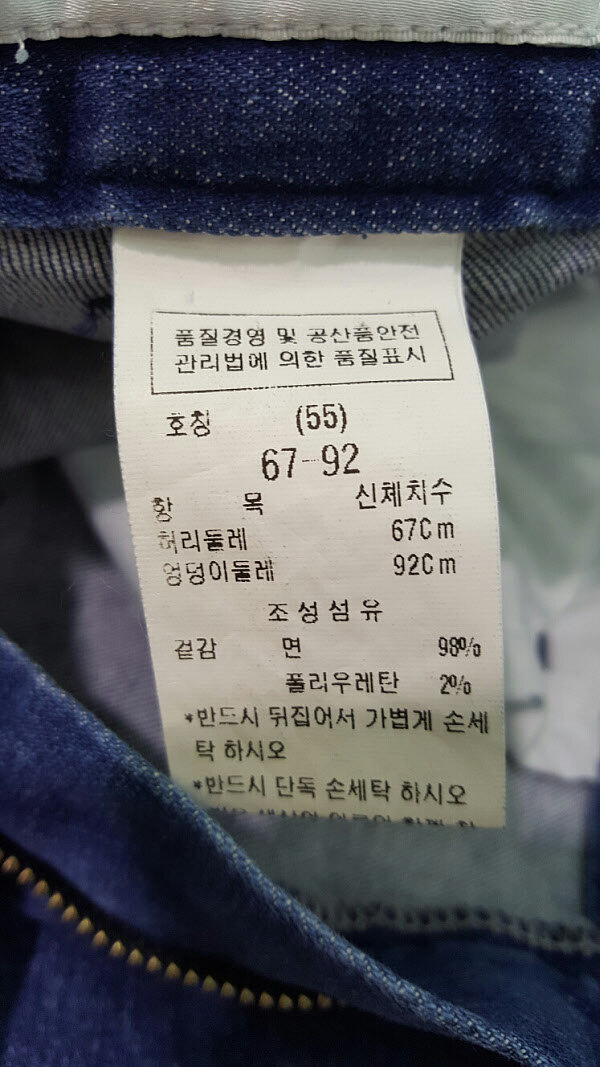 품질경영 및 공산품안전
관리법에 의한 품질표시
호칭 (55)
67-92
항 목 신체치수
허리둘레 67Cm
엉덩이둘레 92Cm
조성섬유
겉감 면 98%
폴리우레탄 2%
*반드시 뒤집어서 가볍게 손세
탁 하시오
*반드시 단독 손세탁 하시오